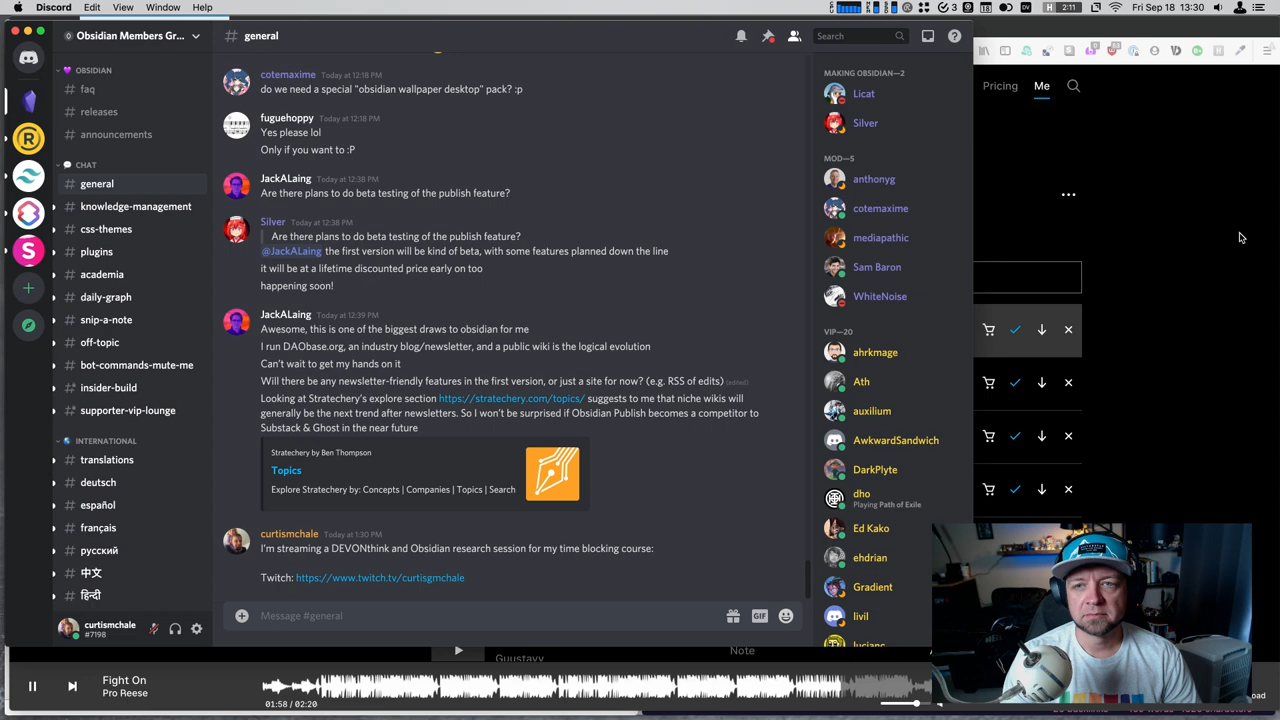 Discord Edit View Window Help
3
2:11
Fri Sep 18 13:30
Obsidian Members Gr...
# general
Search
OBSIDIAN
# faq
# releases
# announcements
CHAT
# general
# knowledge-management
# css-themes
# plugins
# academia
# daily-graph
# snip-a-note
# off-topic
# bot-commands-mute-me
# insider-build
# supporter-vip-lounge
INTERNATIONAL
# translations
# deutsch
# español
# français
# русский
# 中文
# हिन्दी
curtismchale
#7198
cotemaxime Today at 12:18 PM
do we need a special "obsidian wallpaper desktop" pack? ;p
fuguehoppy Today at 12:18 PM
Yes please lol
Only if you want to :P
JackALaing Today at 12:38 PM
Are there plans to do beta testing of the publish feature?
Silver Today at 12:38 PM
Are there plans to do beta testing of the publish feature?
@JackALaing the first version will be kind of beta, with some features planned down the line
it will be at a lifetime discounted price early on too
happening soon!
JackALaing Today at 12:39 PM
Awesome, this is one of the biggest draws to obsidian for me
I run DAObase.org, an industry blog/newsletter, and a public wiki is the logical evolution
Can't wait to get my hands on it
Will there be any newsletter-friendly features in the first version, or just a site for now? (e.g. RSS of edits) (edited)
Looking at Stratechery's explore section https://stratechery.com/topics/ suggests to me that niche wikis will
generally be the next trend after newsletters. So I won't be surprised if Obsidian Publish becomes a competitor to
Substack & Ghost in the near future
Stratechery by Ben Thompson
Topics
Explore Stratechery by: Concepts | Companies | Topics | Search
curtismchale Today at 1:30 PM
I'm streaming a DEVONthink and Obsidian research session for my time blocking course:
Twitch: https://www.twitch.tv/curtisgmchale
Message #general
GIF
MAKING OBSIDIAN—2
Licat
Silver
MOD—5
anthonyg
cotemaxime
mediapathic
Sam Baron
WhiteNoise
VIP—20
ahrkmage
Ath
auxilium
AwkwardSandwich
DarkPlyte
dho
Playing Path of Exile
Ed Kako
ehdrian
Gradient
livil
Pricing Me
Guustavv
Note
Fight On
Pro Reese
01:58 / 02:20